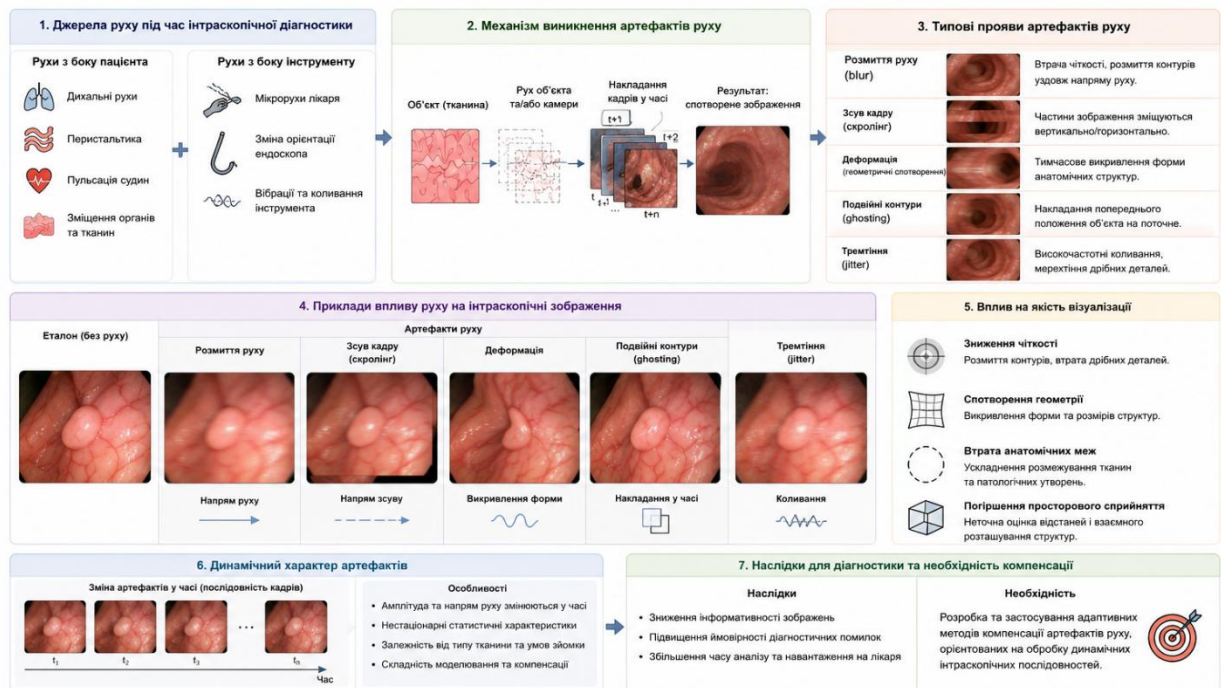 1. Джерела руху під час інтраскопічної діагностики
Рухи з боку пацієнта
Дихальні рухи
Перистальтика
Пульсація судин
Зміщення органів
та тканин
Рухи з боку інструменту
Мікрорухи лікаря
Зміна орієнтації
ендоскопа
Вібрації та коливання
інструмента
2. Механізм виникнення артефактів руху
Об'єкт (тканина)
Рух об'єкта
та/або камери
Накладання
кадрів у часі
t+1
t+2
t
t+1
...
t+n
Результат:
спотворене зображення
3. Типові прояви артефактів руху
Розмиття руху
(blur)
Втрача чіткості, розмиття контурів
уздовж напряму руху.
Зсув кадру
(скролінг)
Частини зображення зміщуються
вертикально/горизонтально.
Деформація
(геометричні спотворення)
Тимчасове викривлення форми
анатомічних структур.
Подвійні контури
(ghosting)
Накладання попереднього
положення об'єкта на поточне.
Тремтіння
(jitter)
Високочастотні коливання,
мерехтіння дрібних деталей.
4. Приклади впливу руху на інтраскопічні зображення
Еталон (без руху)
Артефакти руху
Розмиття руху
Зсув кадру
(скролінг)
Деформація
Подвійні контури
(ghosting)
Тремтіння
(jitter)
Напрям руху
Напрям зсуву
Викривлення форми
Накладання у часі
Коливання
5. Вплив на якість візуалізації
Зниження чіткості
Розмиття контурів, втрата дрібних деталей.
Спотворення геометрії
Викривлення форми та розмірів структур.
Втрата анатомічних меж
Ускладнення розмежування тканин
та патологічних утворень.
Погіршення просторового сприйняття
Неточна оцінка відстаней і взаємного
розташування структур.
6. Динамічний характер артефактів
Зміна артефактів у часі (послідовність кадрів)
...
t₁
t₂
t₃
tₙ
Час
Особливості
• Амплітуда та напрям руху змінюються у часі
• Нестаціонарні статистичні характеристики
• Залежність від типу тканини та умов зйомки
• Складність моделювання та компенсації
7. Наслідки для діагностики та необхідність компенсації
Наслідки
• Зниження інформативності зображень
• Підвищення ймовірності діагностичних помилок
• Збільшення часу аналізу та навантаження на лікаря
Необхідність
Розробка та застосування адаптивних
методів компенсації артефактів руху,
орієнтованих на обробку динамічних
інтраскопічних послідовностей.